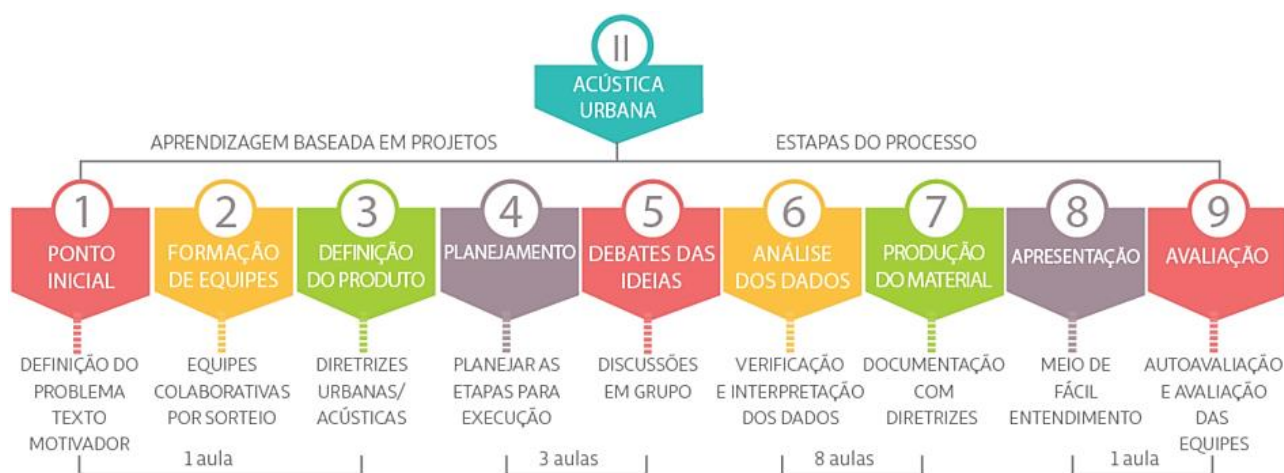 II
ACÚSTICA
URBANA
APRENDIZAGEM BASEADA EM PROJETOS
ESTAPAS DO PROCESSO
1
PONTO
INICIAL
DEFINIÇÃO DO
PROBLEMA
TEXTO
MOTIVADOR
2
FORMAÇÃO
DE EQUIPES
EQUIPES
COLABORATIVAS
POR SORTEIO
3
DEFINIÇÃO
DO PRODUTO
DIRETRIZES
URBANAS/
ACÚSTICAS
4
PLANEJAMENTO
PLANEJAR AS
ETAPAS PARA
EXECUÇÃO
5
DEBATES DAS
IDEIAS
DISCUSSÕES
EM GRUPO
6
ANÁLISE
DOS DADOS
VERIFICAÇÃO
E INTERPRETAÇÃO
DOS DADOS
7
PRODUÇÃO
DO MATERIAL
DOCUMENTAÇÃO
COM
DIRETRIZES
8
APRESENTAÇÃO
MEIO DE
FÁCIL
ENTENDIMENTO
9
AVALIAÇÃO
AUTOAVALIAÇÃO
E AVALIAÇÃO
DAS
EQUIPES
1 aula
3 aulas
8 aulas
1 aula